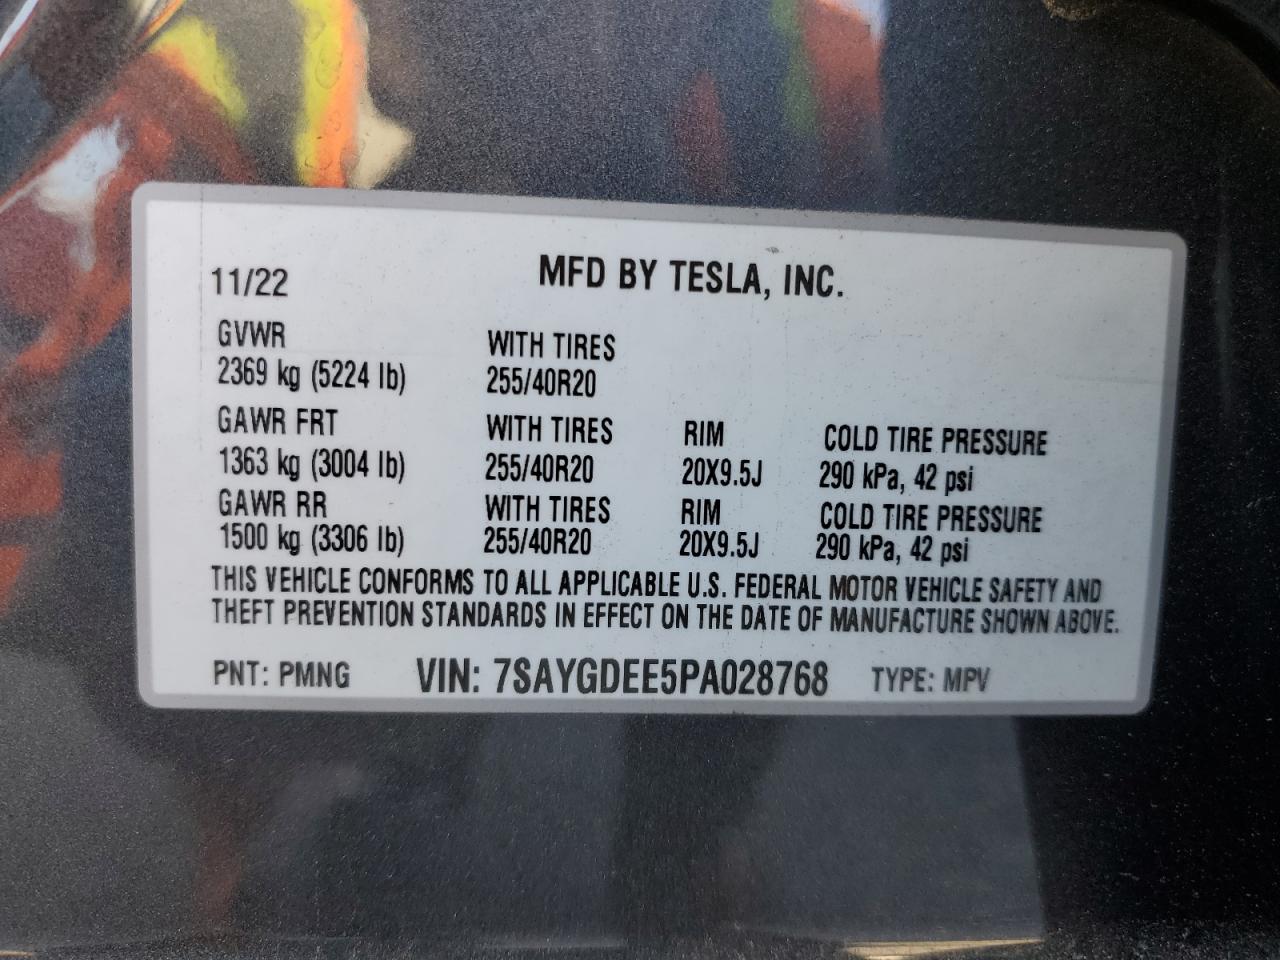 11/22 MFD BY TESLA, INC.
GVWR WITH TIRES
2369 kg (5224 lb) 255/40R20
GAWR FRT WITH TIRES RIM COLD TIRE PRESSURE
1363 kg (3004 lb) 255/40R20 20X9.5J 290 kPa, 42 psi
GAWR RR WITH TIRES RIM COLD TIRE PRESSURE
1500 kg (3306 lb) 255/40R20 20X9.5J 290 kPa, 42 psi
THIS VEHICLE CONFORMS TO ALL APPLICABLE U.S. FEDERAL MOTOR VEHICLE SAFETY AND
THEFT PREVENTION STANDARDS IN EFFECT ON THE DATE OF MANUFACTURE SHOWN ABOVE.
PNT: PMNG VIN: 7SAYGDEE5PA028768 TYPE: MPV